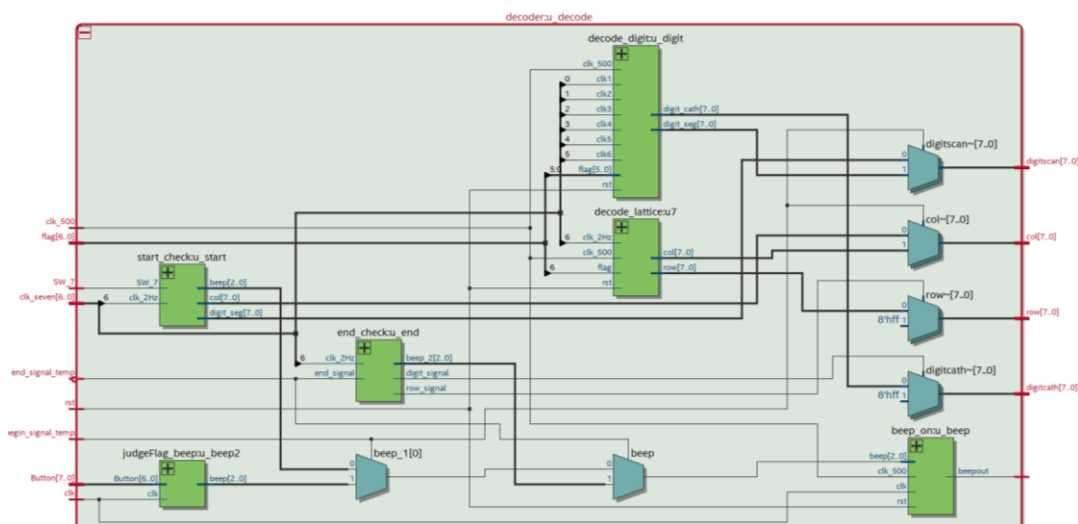 decoder:u_decode
decode_digit:u_digit
clk_500
0 clk1
1 clk2
2 clk3
3 clk4
4 clk5
5 clk6
5:0 flag[5..0]
rst
digit_cath[7..0]
digit_seg[7..0]
digitscan~[7..0]
0
1
digitscan[7..0]
decode_lattice:u7
6 clk_2Hz
clk_500
6 flag
rst
col[7..0]
row[7..0]
col~[7..0]
0
1
col[7..0]
clk_500
flag[6..0]
start_check:u_start
SW_7
clk_seven[6..0]
SW_7
6 clk_2Hz
beep[2..0]
col[7..0]
digit_seg[7..0]
row~[7..0]
0
8'hff 1
row[7..0]
end_check:u_end
6 clk_2Hz
end_signal
beep_2[2..0]
digit_signal
row_signal
end_signal_temp
rst
digitcath~[7..0]
0
8'hff 1
digitcath[7..0]
egin_signal_temp
judgeFlag_beep:u_beep2
Button[7..0]
clk
Button[6..0]
clk
beep[2..0]
beep_1[0]
0
1
beep
0
1
beep_on:u_beep
beep[2..0]
clk_500
clk
rst
beepout